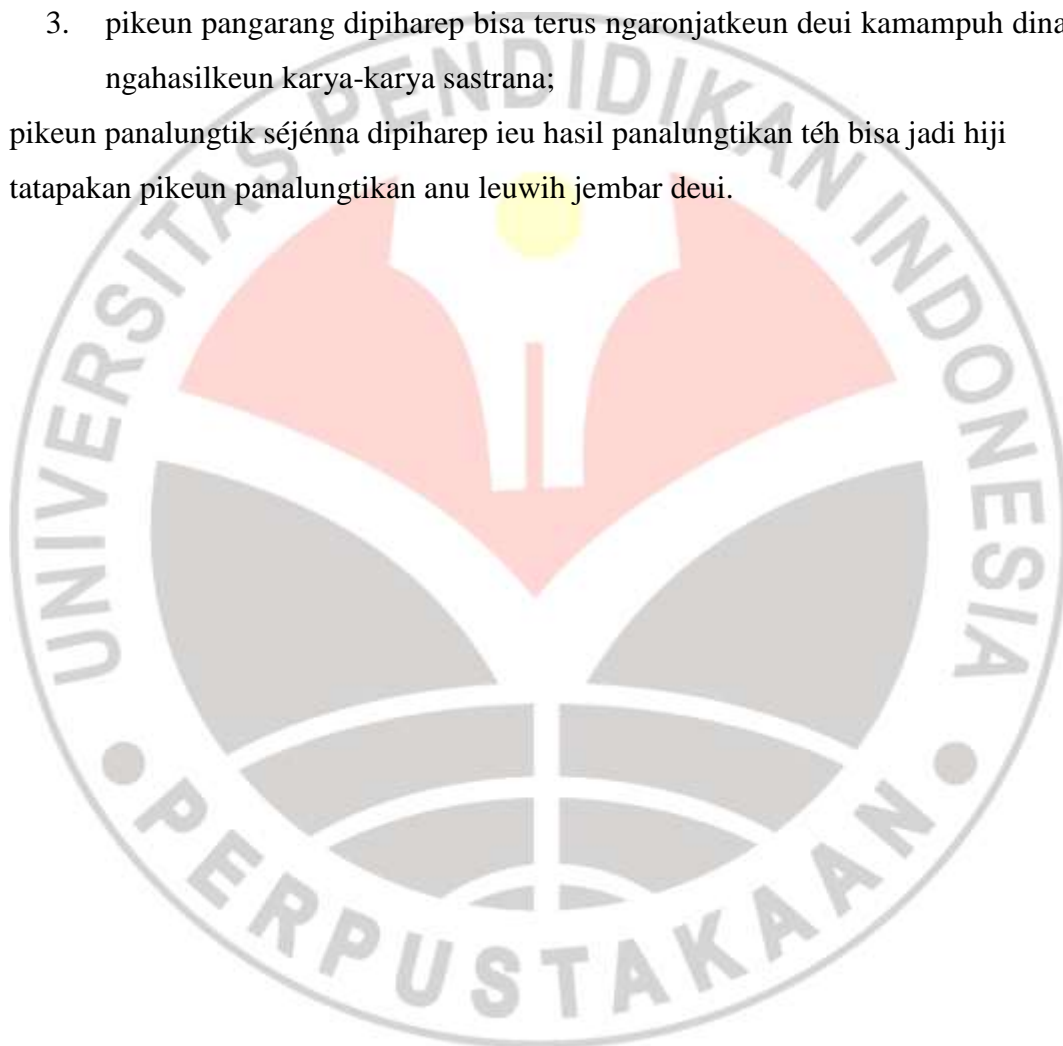 3. pikeun pangarang dipiharep bisa terus ngaronjatkeun deui kamampuh dina
ngahasilkeun karya-karya sastrana;
pikeun panalungtik séjénna dipiharep ieu hasil panalungtikan téh bisa jadi hiji
tatapakan pikeun panalungtikan anu leuwih jembar deui.
UNIVERSITAS PENDIDIKAN INDONESIA
PERPUSTAKAAN